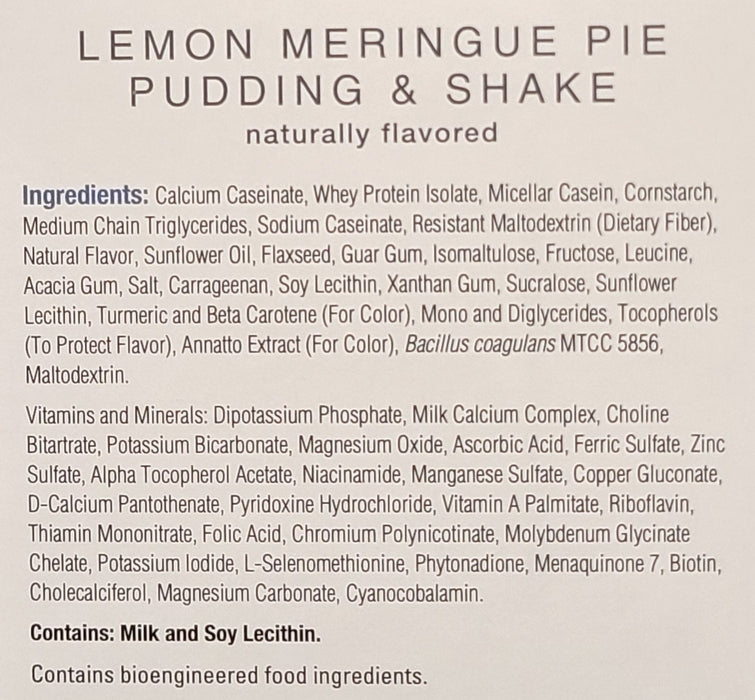 LEMON MERINGUE PIE
PUDDING & SHAKE
naturally flavored
Ingredients: Calcium Caseinate, Whey Protein Isolate, Micellar Casein, Cornstarch,
Medium Chain Triglycerides, Sodium Caseinate, Resistant Maltodextrin (Dietary Fiber),
Natural Flavor, Sunflower Oil, Flaxseed, Guar Gum, Isomaltulose, Fructose, Leucine,
Acacia Gum, Salt, Carrageenan, Soy Lecithin, Xanthan Gum, Sucralose, Sunflower
Lecithin, Turmeric and Beta Carotene (For Color), Mono and Diglycerides, Tocopherols
(To Protect Flavor), Annatto Extract (For Color), Bacillus coagulans MTCC 5856,
Maltodextrin.
Vitamins and Minerals: Dipotassium Phosphate, Milk Calcium Complex, Choline
Bitartrate, Potassium Bicarbonate, Magnesium Oxide, Ascorbic Acid, Ferric Sulfate, Zinc
Sulfate, Alpha Tocopherol Acetate, Niacinamide, Manganese Sulfate, Copper Gluconate,
D-Calcium Pantothenate, Pyridoxine Hydrochloride, Vitamin A Palmitate, Riboflavin,
Thiamin Mononitrate, Folic Acid, Chromium Polynicotinate, Molybdenum Glycinate
Chelate, Potassium Iodide, L-Selenomethionine, Phytonadione, Menaquinone 7, Biotin,
Cholecalciferol, Magnesium Carbonate, Cyanocobalamin.
Contains: Milk and Soy Lecithin.
Contains bioengineered food ingredients.